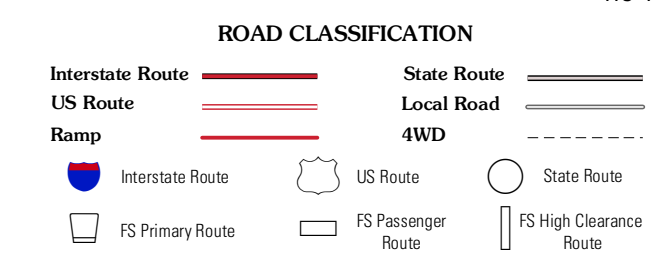 ROAD CLASSIFICATION
Interstate Route
State Route
US Route
Local Road
Ramp
4WD
Interstate Route
US Route
State Route
FS Primary Route
FS Passenger
Route
FS High Clearance
Route